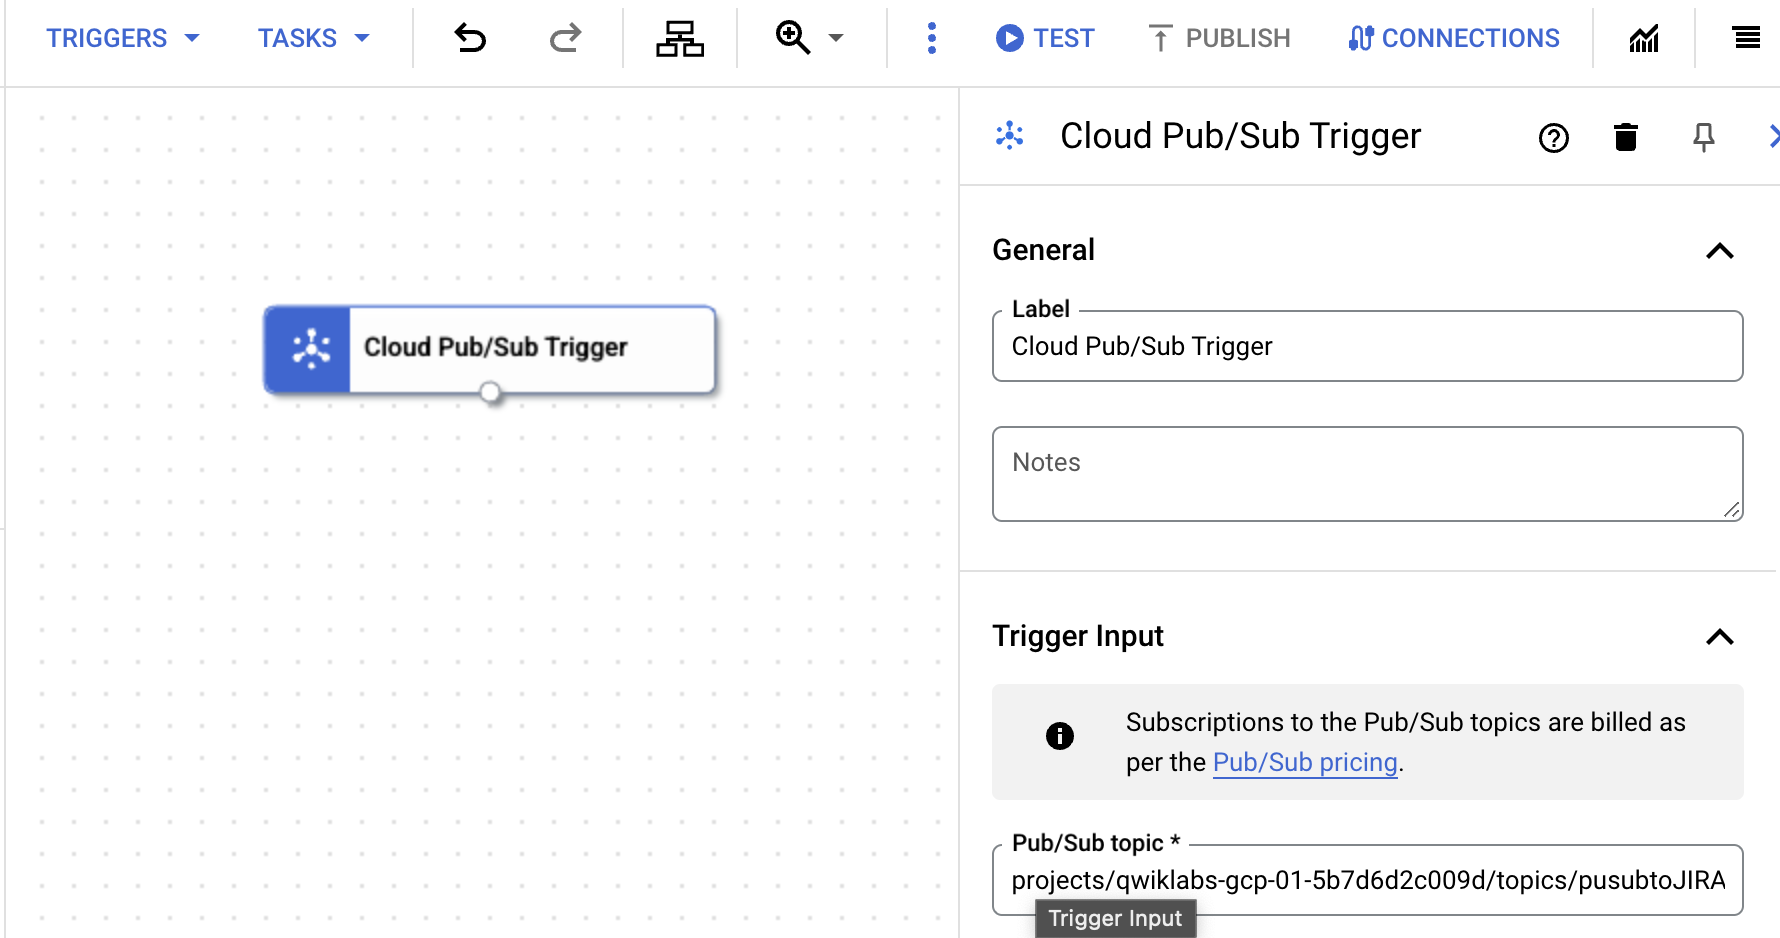 TRIGGERS TASKS TEST PUBLISH CONNECTIONS
Cloud Pub/Sub Trigger
General
Label
Cloud Pub/Sub Trigger
Cloud Pub/Sub Trigger
Notes
Trigger Input
Subscriptions to the Pub/Sub topics are billed as
per the Pub/Sub pricing.
Pub/Sub topic *
projects/qwiklabs-gcp-01-5b7d6d2c009d/topics/pusubtoJIRA
Trigger Input